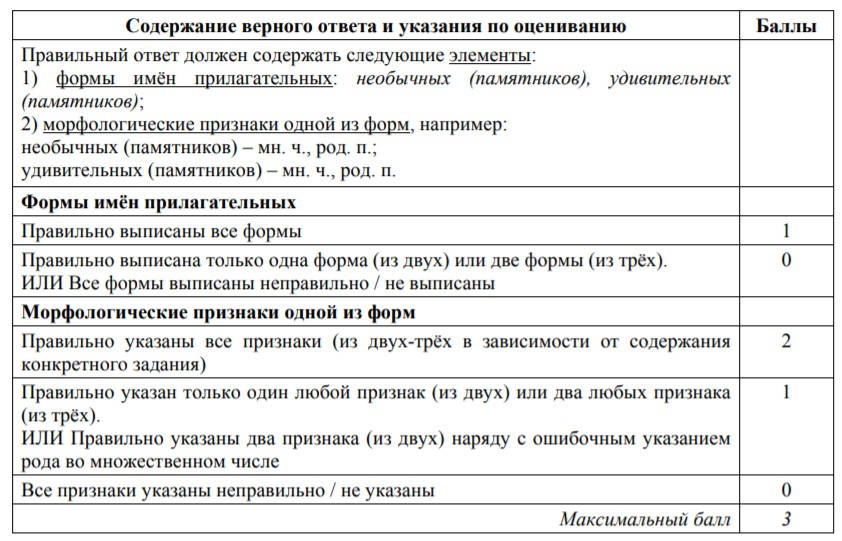 Содержание верного ответа и указания по оцениванию Баллы
Правильный ответ должен содержать следующие элементы:
1) формы имён прилагательных: необычных (памятников), удивительных
(памятников);
2) морфологические признаки одной из форм, например:
необычных (памятников) – мн. ч., род. п.;
удивительных (памятников) – мн. ч., род. п.
Формы имён прилагательных
Правильно выписаны все формы 1
Правильно выписана только одна форма (из двух) или две формы (из трёх). 0
ИЛИ Все формы выписаны неправильно / не выписаны
Морфологические признаки одной из форм
Правильно указаны все признаки (из двух-трёх в зависимости от содержания 2
конкретного задания)
Правильно указан только один любой признак (из двух) или два любых признака 1
(из трёх).
ИЛИ Правильно указаны два признака (из двух) наряду с ошибочным указанием
рода во множественном числе
Все признаки указаны неправильно / не указаны 0
Максимальный балл 3